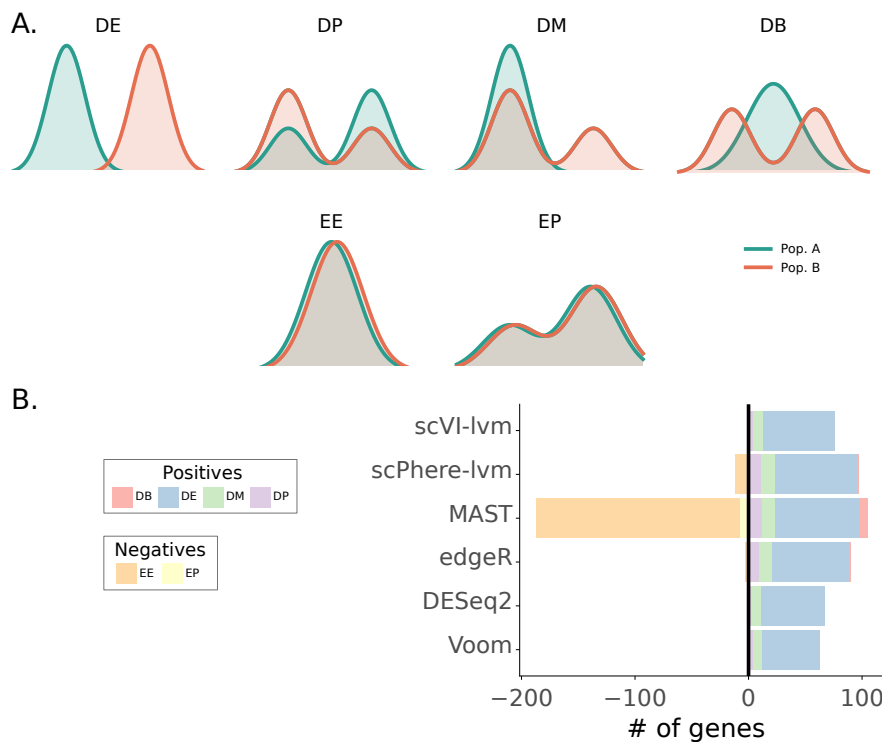 A.
DE DP DM DB
EE EP
Pop. A
Pop. B
B.
Positives
DB DE DM DP
Negatives
EE EP
scVI-lvm
scPhere-lvm
MAST
edgeR
DESeq2
Voom
−200 −100 0 100
# of genes